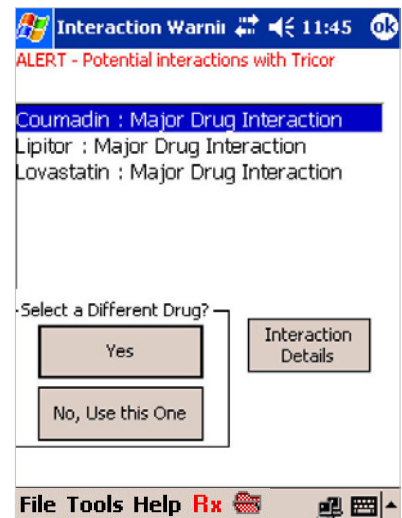 Interaction Warnin 11:45 ok
ALERT - Potential interactions with Tricor
Coumadin : Major Drug Interaction
Lipitor : Major Drug Interaction
Lovastatin : Major Drug Interaction
Select a Different Drug?
Yes
Interaction
Details
No, Use this One
File Tools Help Rx